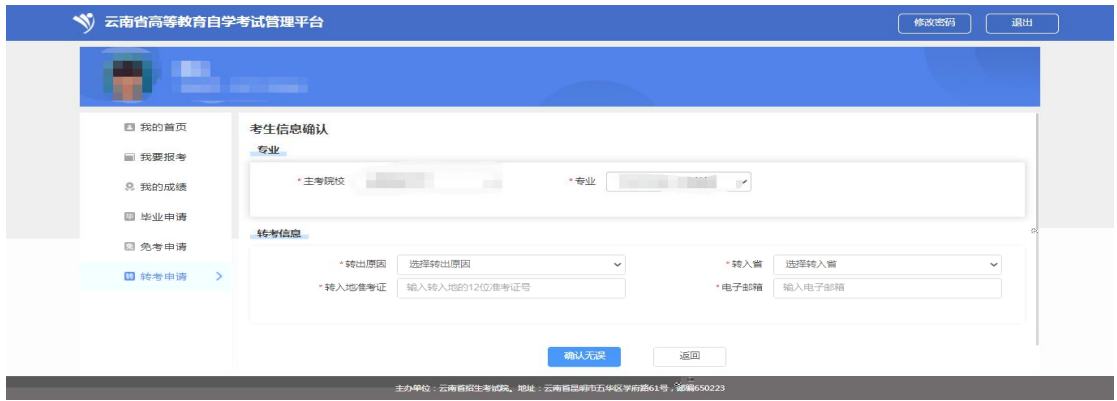 云南省高等教育自学考试管理平台 修改密码 退出
我的首页
我要报考
我的成绩
毕业申请
免考申请
转考申请 >
考生信息确认
专业
*主考院校 *专业
转考信息
*转出原因 选择转出原因 *转入省 选择转入省
*转入地准考证 输入转入地的12位准考证号 *电子邮箱 输入电子邮箱
确认无误 返回
主办单位：云南省招生考试院。地址：云南省昆明市五华区学府路61号，邮编650223